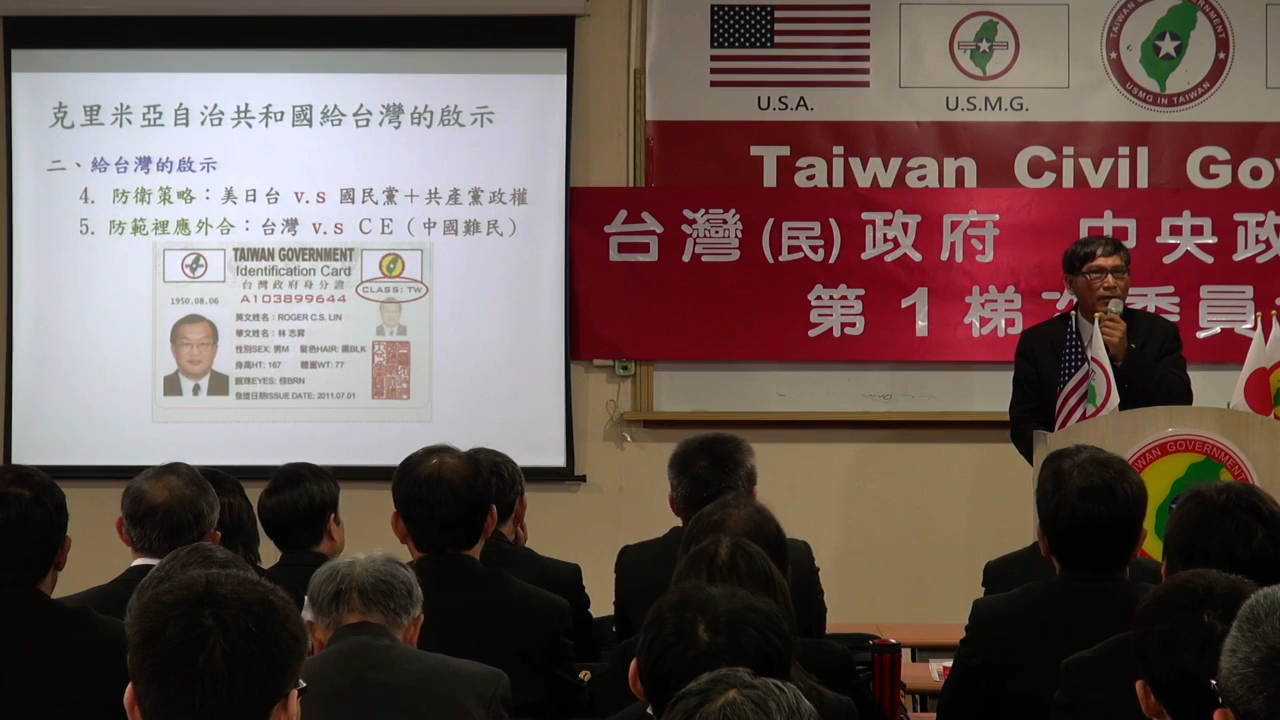 克里米亞自治共和國給台灣的啟示
二、給台灣的啟示
4. 防衛策略：美日台 v.s 國民黨＋共產黨政權
5. 防範裡應外合：台灣 v.s ＣＥ（中國難民）
TAIWAN GOVERNMENT
Identification Card
台灣政府身分證
CLASS: TW
1950.08.06
A103899644
英文姓名：ROGER C.S. LIN
華文姓名：林 志昇
性別SEX: 男M 髮色HAIR: 黑BLK
身高HT: 167 體重WT: 77
眼珠EYES: 棕BRN
發證日期ISSUE DATE: 2011.07.01
U.S.A.
U.S.M.G.
TAIWAN GOVERNMENT
USMG IN TAIWAN
Taiwan Civil Go
台灣(民)政府 中央政
第1梯次委員
WAN GOVERNMENT